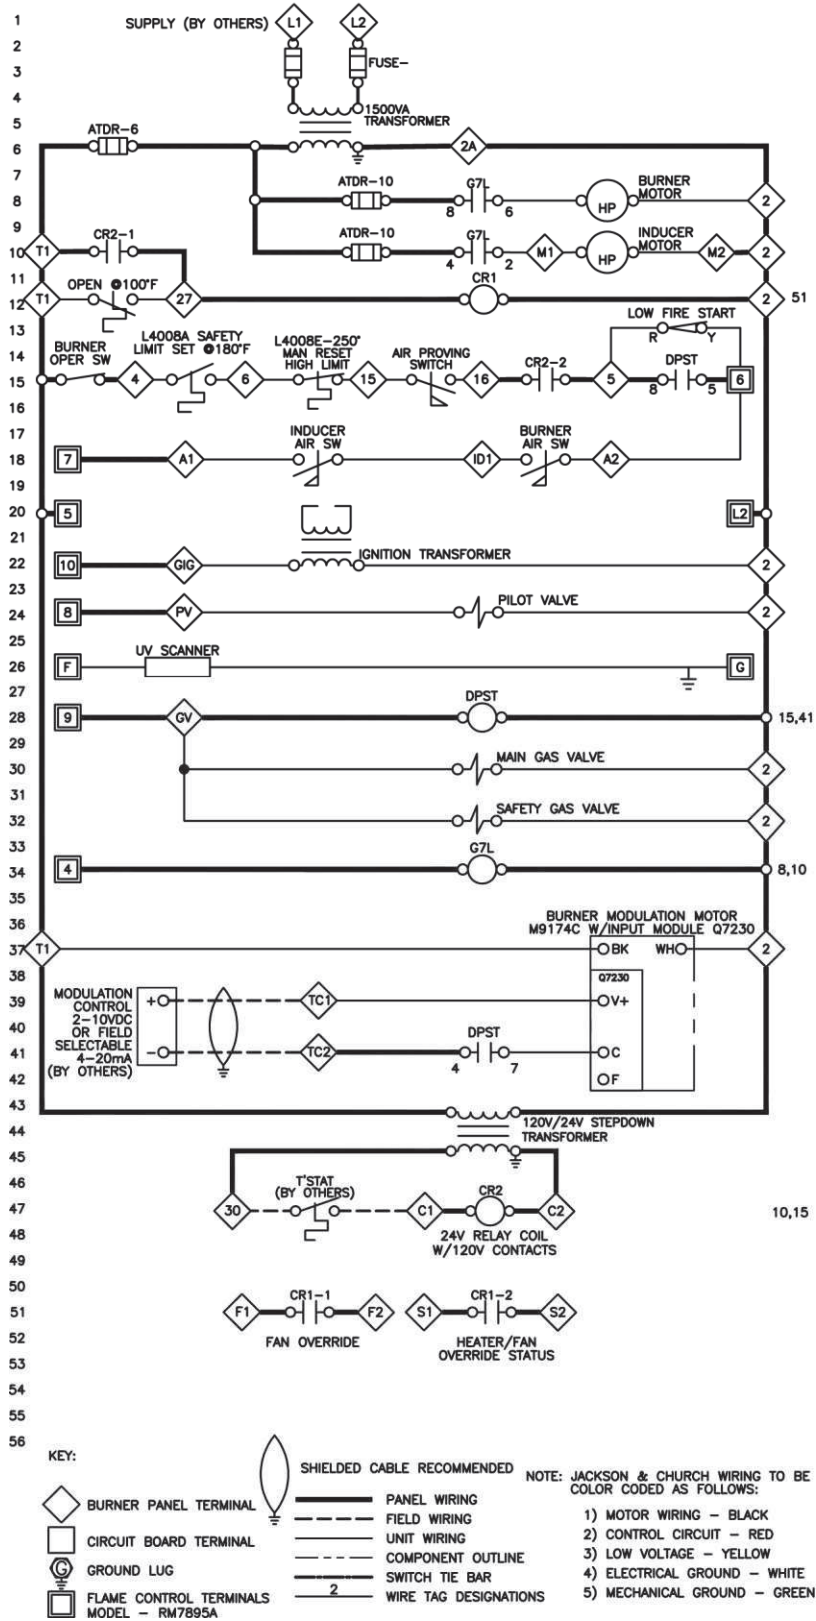 1
SUPPLY (BY OTHERS) L1 L2
2
3 FUSE-
4
1500VA
5 TRANSFORMER
ATDR-6
6 2A
7
ATDR-10 G7L BURNER
MOTOR
8 8 6 HP 2
9
CR2-1 ATDR-10 G7L INDUCER
MOTOR
10 T1 4 2 M1 HP M2 2
11 OPEN @100°F CR1
12 T1 27 2 51
13 LOW FIRE START
R Y
14 BURNER
OPER SW
L4008A SAFETY
LIMIT SET @180°F
L4008E-250°
MAN RESET
HIGH LIMIT
AIR PROVING
SWITCH
CR2-2 DPST
15 4 6 15 16 5 8 5 6
16
17 INDUCER
AIR SW
BURNER
AIR SW
18 7 A1 ID1 A2
19
20 5 L2
21
IGNITION TRANSFORMER
22 10 GIG 2
23
PILOT VALVE
24 8 PV 2
25
UV SCANNER
26 F G
27 DPST
28 9 GV 15,41
29
MAIN GAS VALVE
30 2
31
SAFETY GAS VALVE
32 2
33 G7L
34 4 8,10
35
36 BURNER MODULATION MOTOR
M9174C W/INPUT MODULE Q7230
37 T1 BK WH 2
38 Q7230
MODULATION
CONTROL
2-10VDC
OR FIELD
SELECTABLE
4-20mA
(BY OTHERS)
39 + TC1 V+
40 DPST
41 - TC2 4 7 C
42 F
43
120V/24V STEPDOWN
44 TRANSFORMER
45
46 T'STAT
(BY OTHERS)
CR2
47 30 C1 C2 10,15
48 24V RELAY COIL
W/120V CONTACTS
49
50
CR1-1 CR1-2
51 F1 F2 S1 S2
52 FAN OVERRIDE HEATER/FAN
OVERRIDE STATUS
53
54
55
56
KEY:
BURNER PANEL TERMINAL
CIRCUIT BOARD TERMINAL
G GROUND LUG
FLAME CONTROL TERMINALS
MODEL - RM7895A
SHIELDED CABLE RECOMMENDED
PANEL WIRING
FIELD WIRING
UNIT WIRING
COMPONENT OUTLINE
SWITCH TIE BAR
2 WIRE TAG DESIGNATIONS
NOTE: JACKSON & CHURCH WIRING TO BE
COLOR CODED AS FOLLOWS:
1) MOTOR WIRING - BLACK
2) CONTROL CIRCUIT - RED
3) LOW VOLTAGE - YELLOW
4) ELECTRICAL GROUND - WHITE
5) MECHANICAL GROUND - GREEN